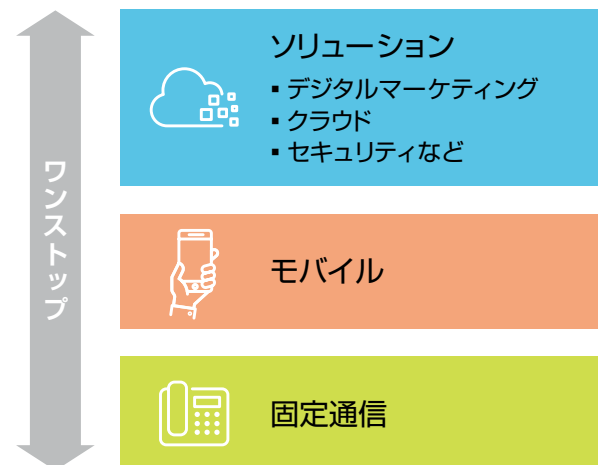 ワンストップ
ソリューション
▪ デジタルマーケティング
▪ クラウド
▪ セキュリティなど
モバイル
固定通信